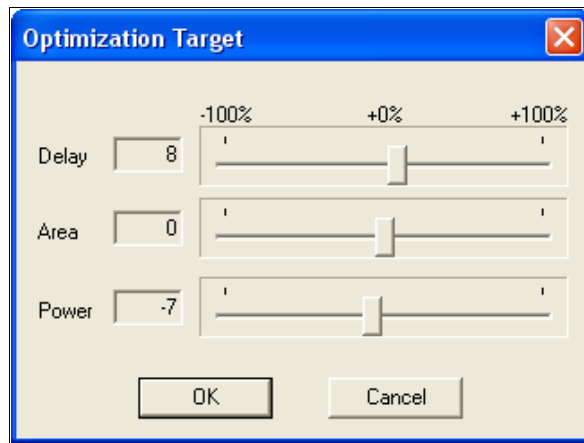 Optimization Target
-100% +0% +100%
Delay 8
Area 0
Power -7
OK Cancel